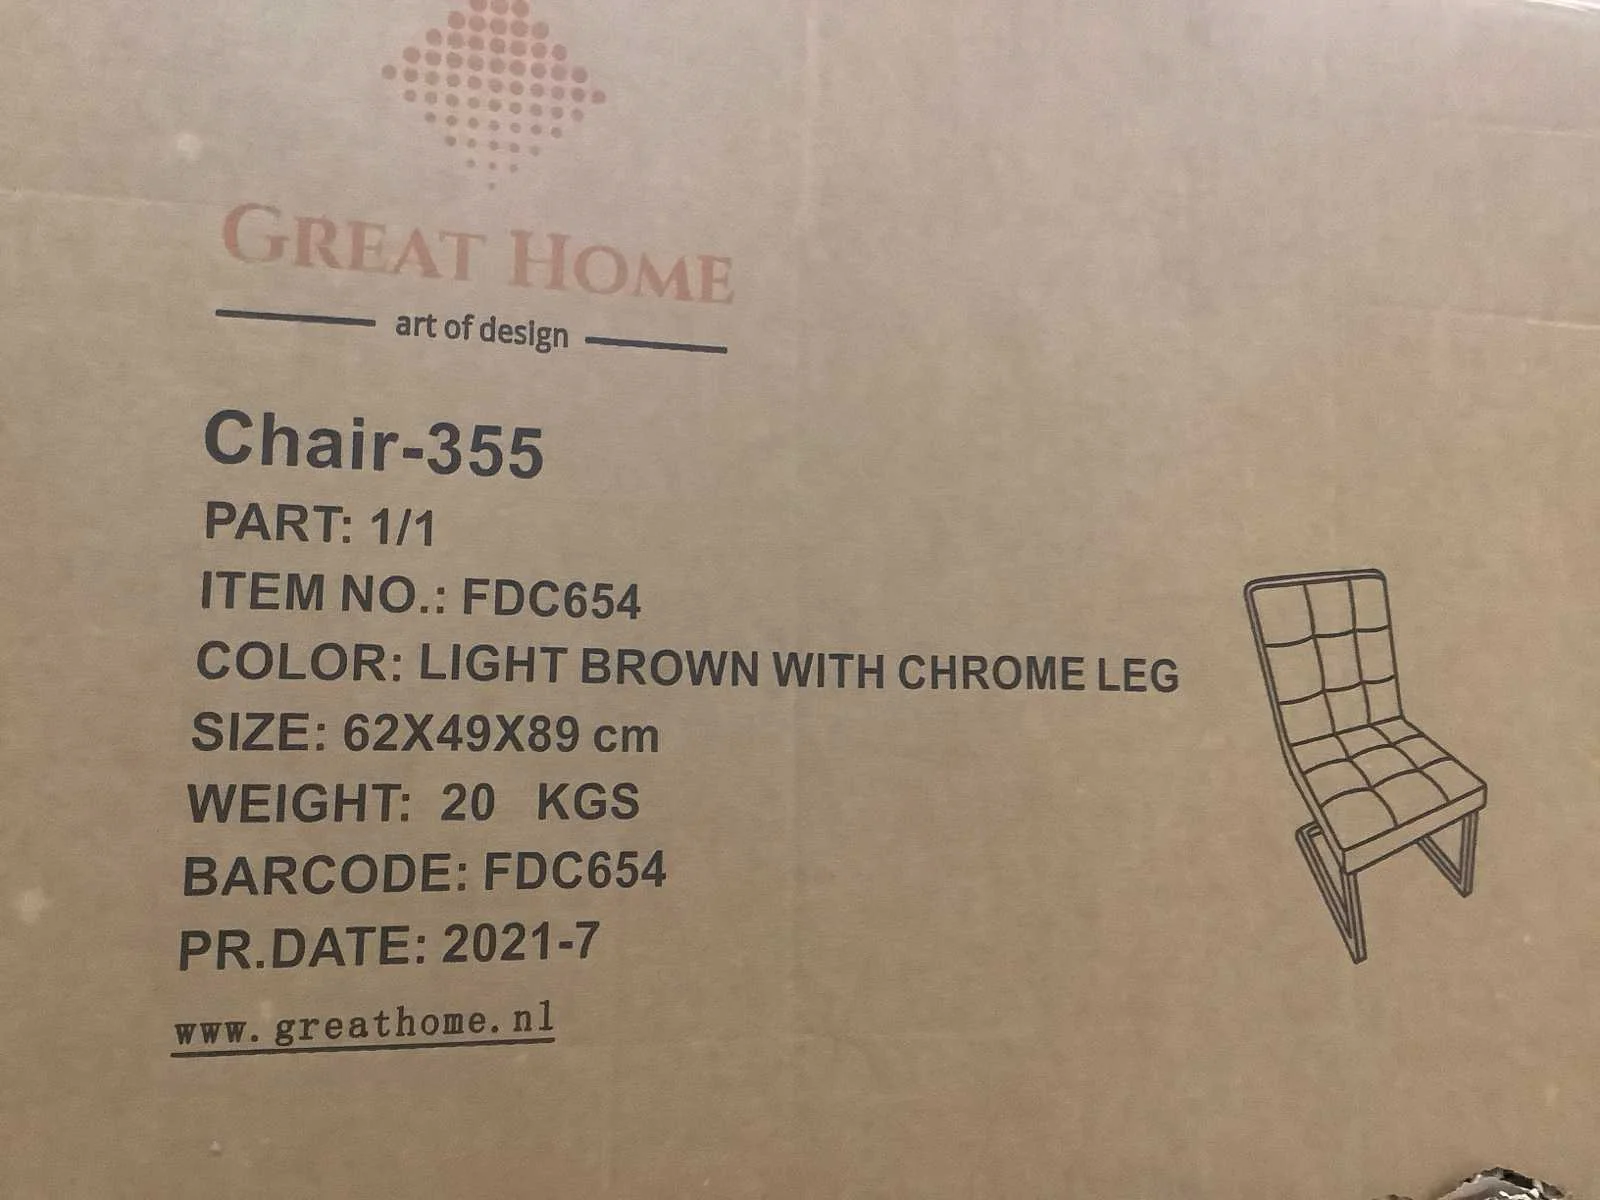 GREAT HOME
art of design
Chair-355
PART: 1/1
ITEM NO.: FDC654
COLOR: LIGHT BROWN WITH CHROME LEG
SIZE: 62X49X89 cm
WEIGHT: 20 KGS
BARCODE: FDC654
PR.DATE: 2021-7
www.greathome.nl